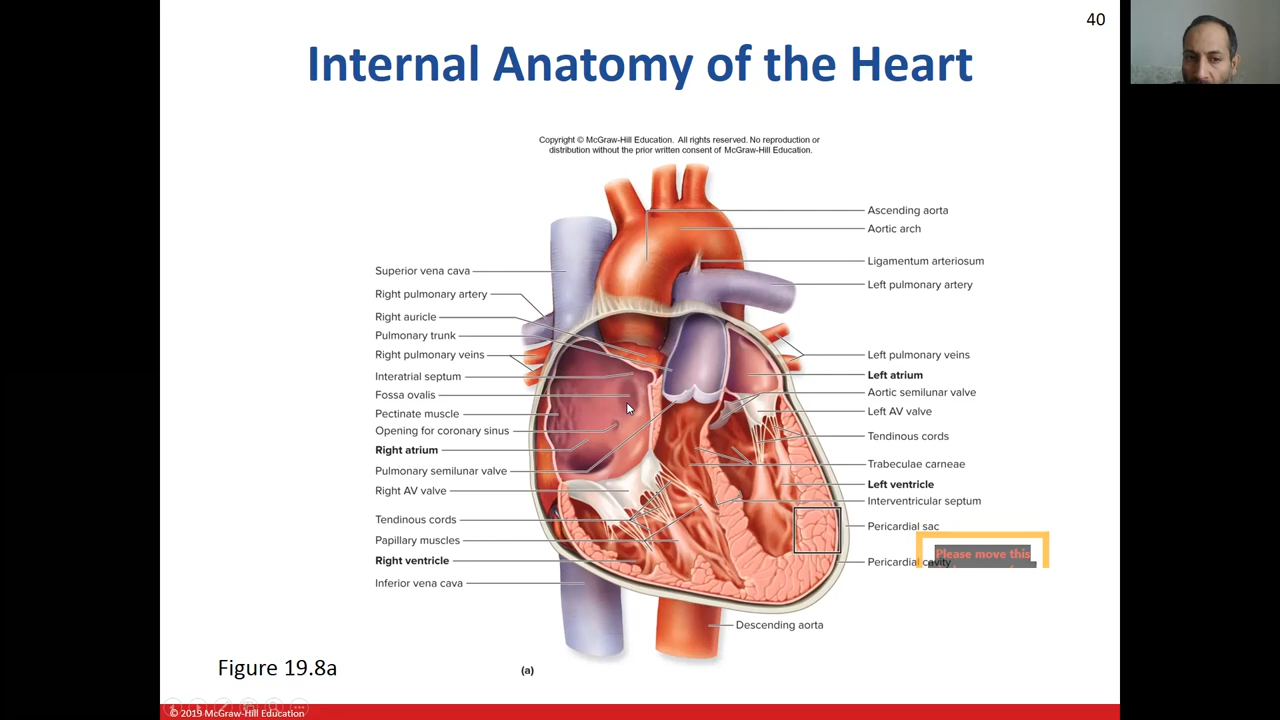 40
Internal Anatomy of the Heart
Copyright © McGraw-Hill Education. All rights reserved. No reproduction or
distribution without the prior written consent of McGraw-Hill Education.
Superior vena cava
Right pulmonary artery
Right auricle
Pulmonary trunk
Right pulmonary veins
Interatrial septum
Fossa ovalis
Pectinate muscle
Opening for coronary sinus
Right atrium
Pulmonary semilunar valve
Right AV valve
Tendinous cords
Papillary muscles
Right ventricle
Inferior vena cava
Ascending aorta
Aortic arch
Ligamentum arteriosum
Left pulmonary artery
Left pulmonary veins
Left atrium
Aortic semilunar valve
Left AV valve
Tendinous cords
Trabeculae carneae
Left ventricle
Interventricular septum
Pericardial sac
Please move this
Pericardial cavity
Descending aorta
Figure 19.8a
(a)
© 2019 McGraw-Hill Education